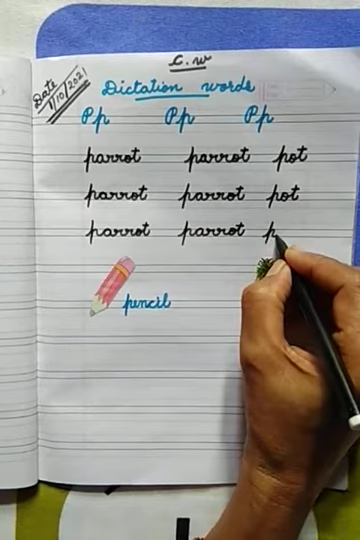 C.w
Date 1/10/2021
Dictation words
Pp Pp Pp
parrot parrot pot
parrot parrot pot
parrot parrot p
pencil